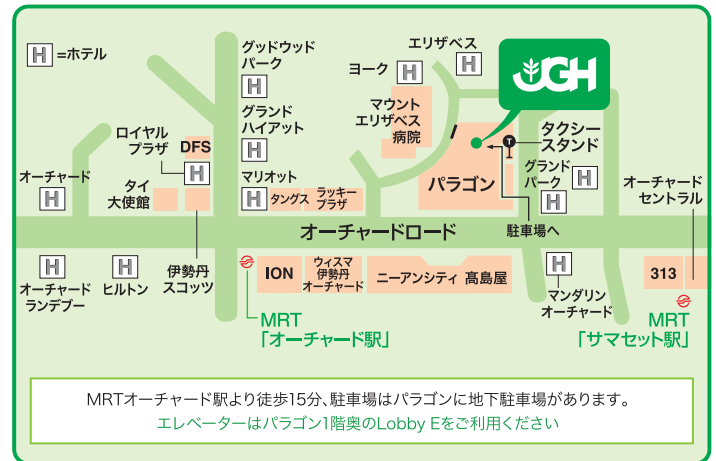 H =ホテル
グッドウッド
パーク
H
エリザベス
H
ヨーク
H
JGH
グランド
ハイアット
H
マウント
エリザベス
病院
タクシー
スタンド
T
ロイヤル
プラザ
H
DFS
オーチャード
H
タイ
大使館
マリオット
H
タングス
ラッキー
プラザ
パラゴン
グランド
パーク
H
H
オーチャード
セントラル
オーチャードロード
駐車場へ
H
オーチャード
ランデブー
H
ヒルトン
伊勢丹
スコッツ
ION
ウィスマ
伊勢丹
オーチャード
ニーアンシティ 髙島屋
H
マンダリン
オーチャード
313
MRT
「オーチャード駅」
MRT
「サマセット駅」
MRTオーチャード駅より徒歩15分、駐車場はパラゴンに地下駐車場があります。
エレベーターはパラゴン1階奥のLobby Eをご利用ください